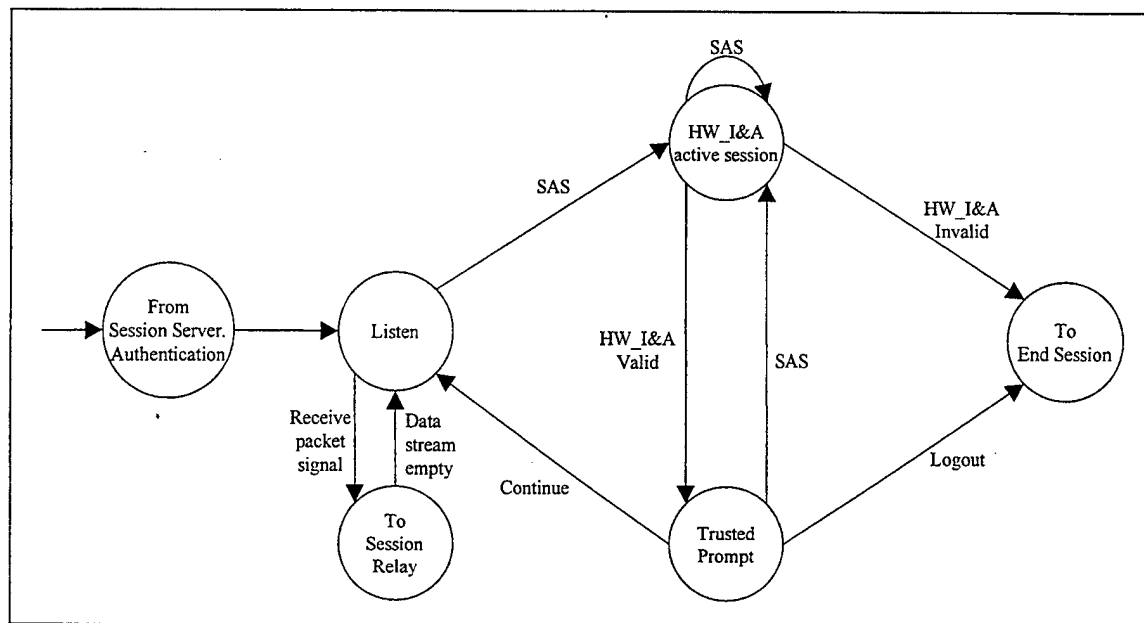 SAS
HW_I&A
active session
SAS
HW_I&A
Invalid
From
Session Server.
Authentication
Listen
HW_I&A
Valid
SAS
To
End Session
Receive
packet
signal
Data
stream
empty
Continue
Logout
To
Session
Relay
Trusted
Prompt